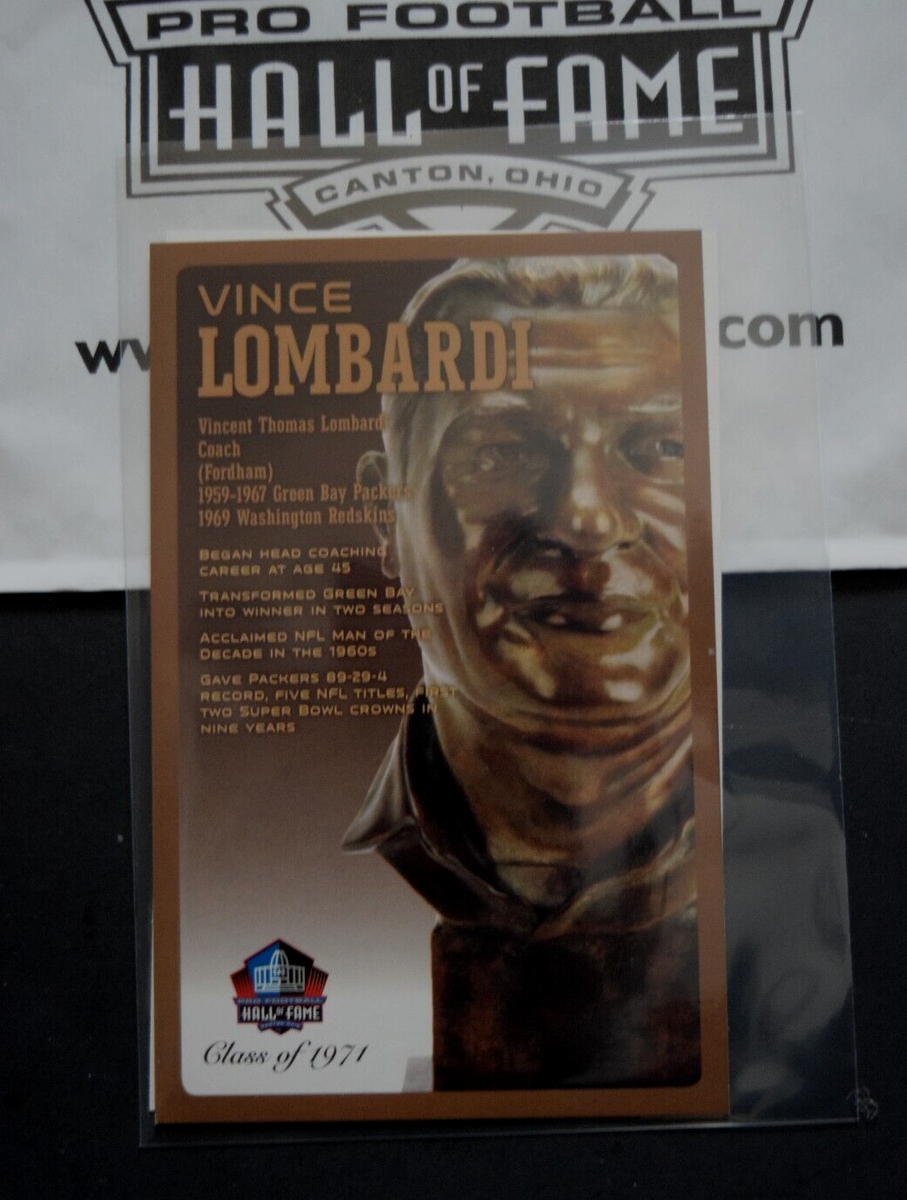 PRO FOOTBALL
HALL OF FAME
CANTON, OHIO
ww
com
VINCE
LOMBARDI
Vincent Thomas Lombardi
Coach
(Fordham)
1959-1967 Green Bay Packers
1969 Washington Redskins
BEGAN HEAD COACHING
CAREER AT AGE 45
TRANSFORMED GREEN BAY
INTO WINNER IN TWO SEASONS
ACCLAIMED NFL MAN OF THE
DECADE IN THE 1960S
GAVE PACKERS 89-29-4
RECORD, FIVE NFL TITLES, FIRST
TWO SUPER BOWL CROWNS IN
NINE YEARS
PRO FOOTBALL
HALL OF FAME
CANTON OHIO
Class of 1971